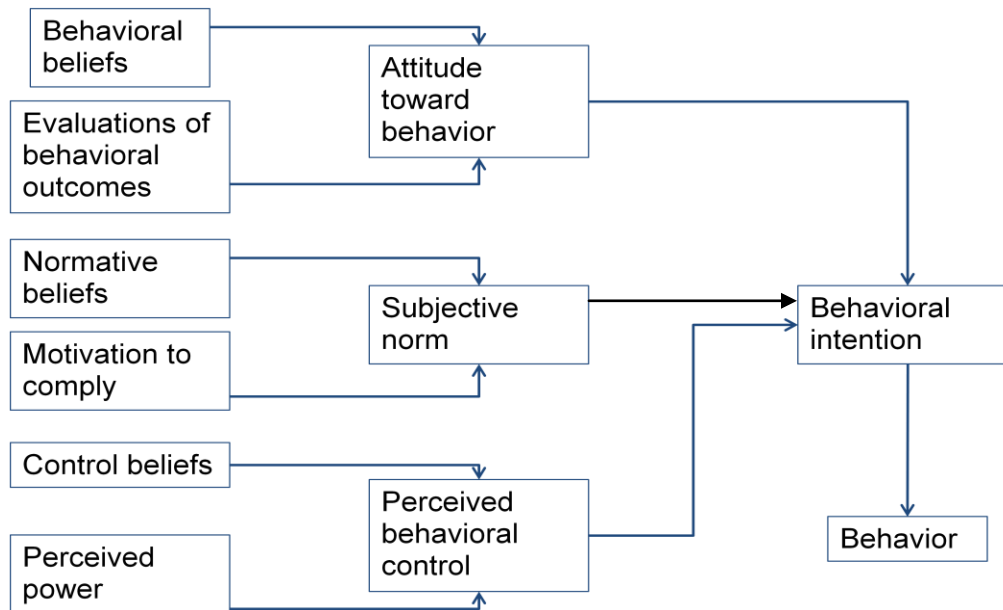 Behavioral
beliefs
Evaluations of
behavioral
outcomes
Attitude
toward
behavior
Normative
beliefs
Motivation to
comply
Subjective
norm
Behavioral
intention
Control beliefs
Perceived
power
Perceived
behavioral
control
Behavior